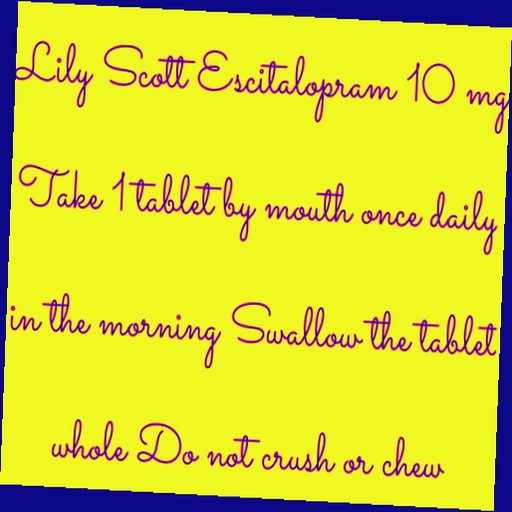 Lily Scott Escitalopram 10 mg
Take 1 tablet by mouth once daily
in the morning Swallow the tablet
whole Do not crush or chew